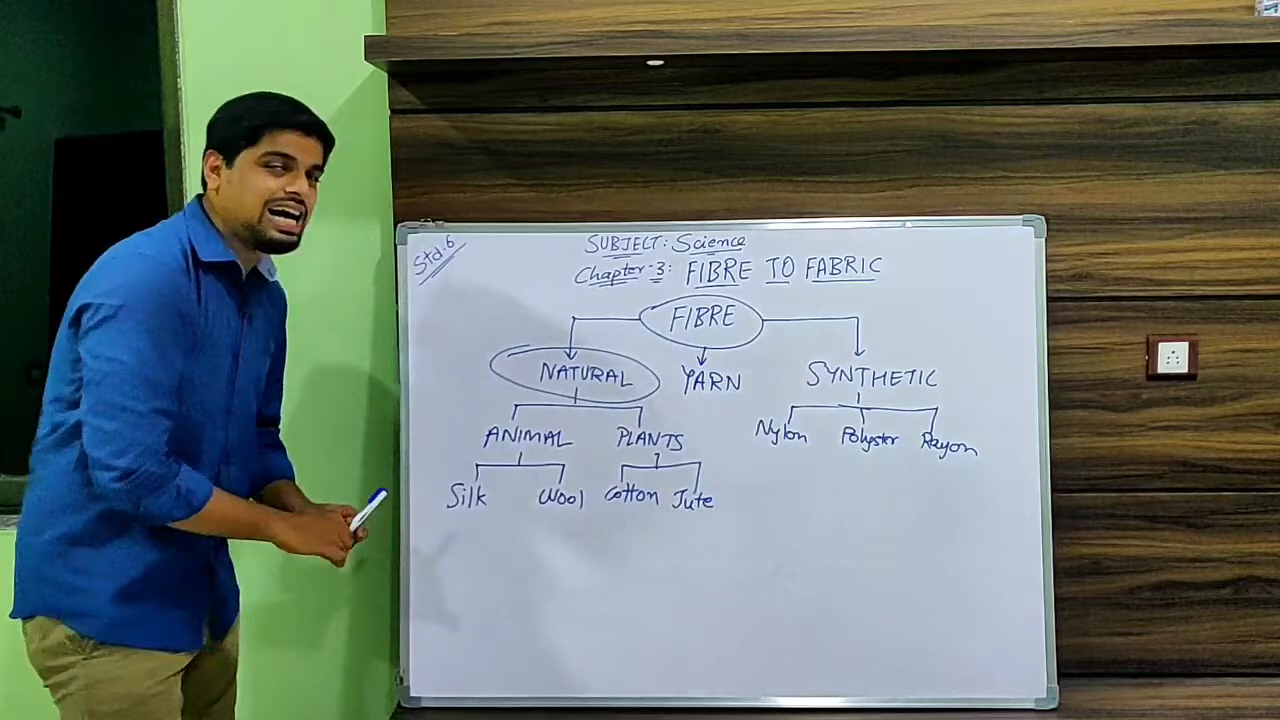 Std.6
SUBJECT: Science
Chapter-3: FIBRE TO FABRIC
FIBRE
NATURAL YARN SYNTHETIC
ANIMAL PLANTS Nylon Polyster Rayon
Silk Wool Cotton Jute